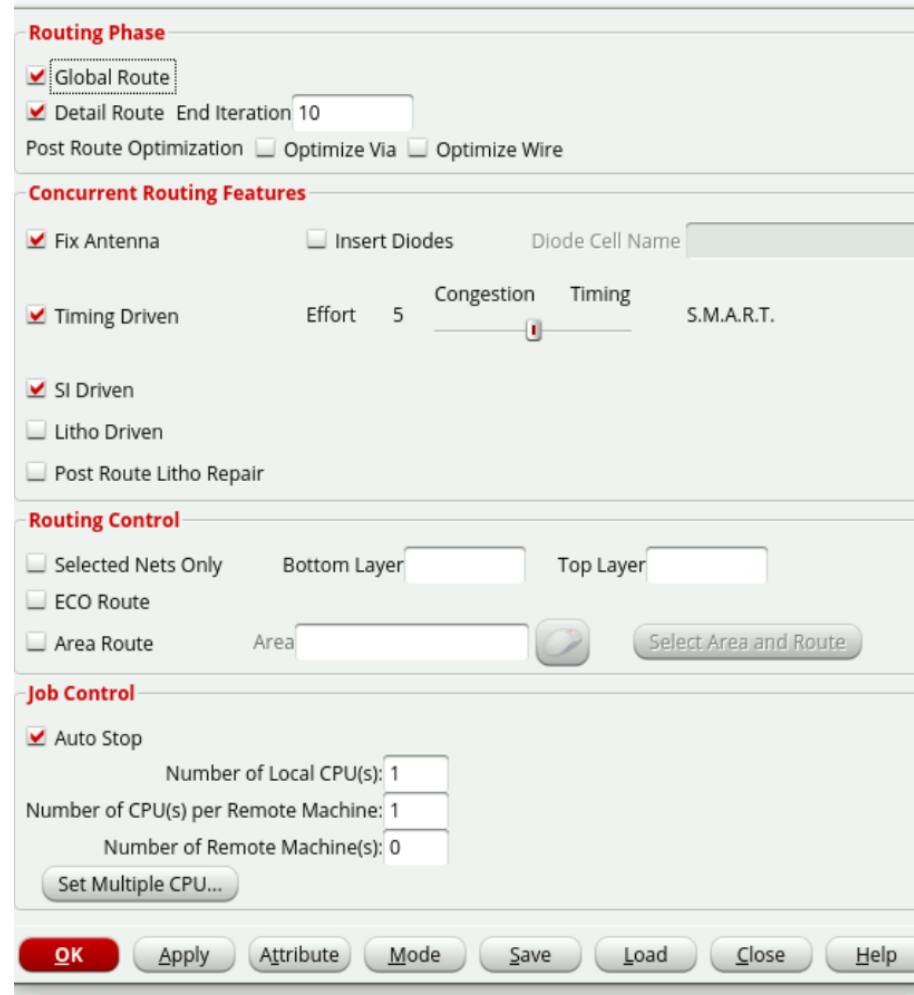 Routing Phase
Global Route
Detail Route End Iteration 10
Post Route Optimization Optimize Via Optimize Wire
Concurrent Routing Features
Fix Antenna Insert Diodes Diode Cell Name
Congestion Timing
Timing Driven Effort 5 S.M.A.R.T.
SI Driven
Litho Driven
Post Route Litho Repair
Routing Control
Selected Nets Only Bottom Layer Top Layer
ECO Route
Area Route Area Select Area and Route
Job Control
Auto Stop
Number of Local CPU(s): 1
Number of CPU(s) per Remote Machine: 1
Number of Remote Machine(s): 0
Set Multiple CPU...
OK Apply Attribute Mode Save Load Close Help